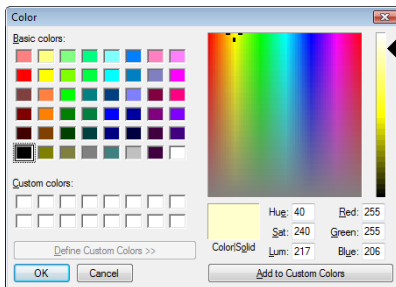 Color
Basic colors:
Custom colors:
Define Custom Colors >>
OK
Cancel
Color|Solid
Hue: 40
Sat: 240
Lum: 217
Red: 255
Green: 255
Blue: 206
Add to Custom Colors